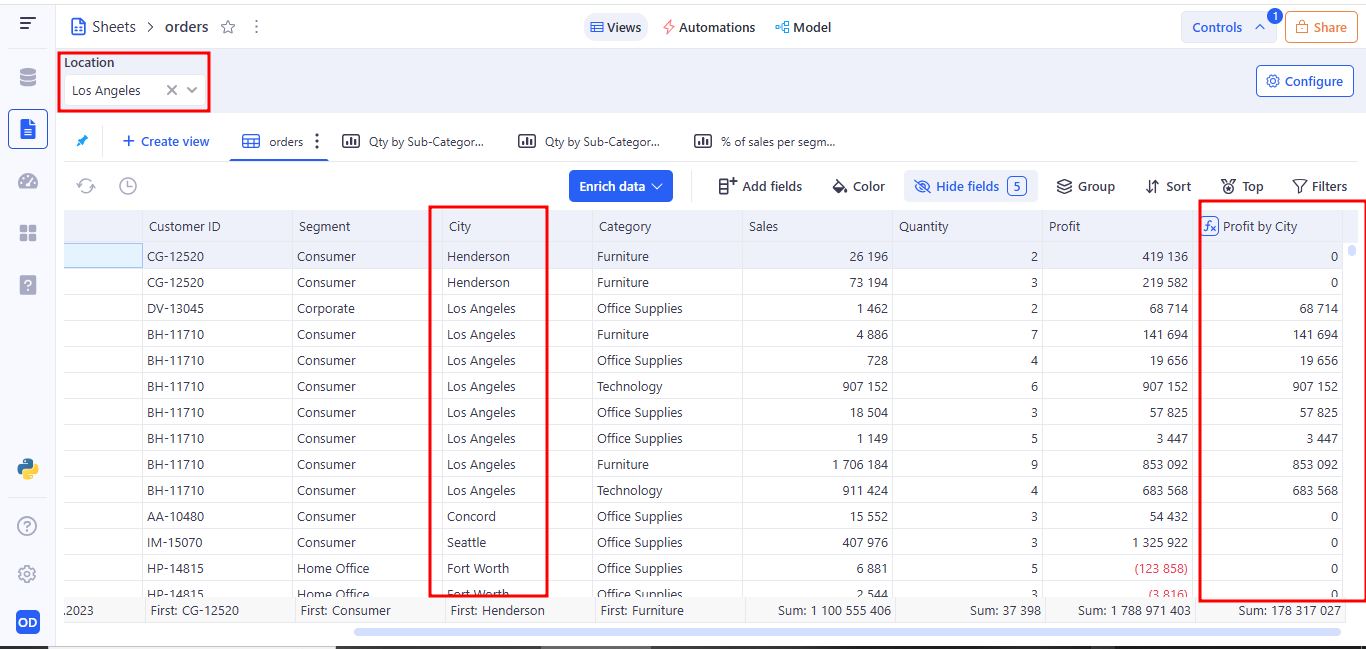 Sheets > orders
Views Automations Model
Controls 1 Share
Location
Los Angeles
Configure
Create view orders Qty by Sub-Categor... Qty by Sub-Categor... % of sales per segm...
Enrich data Add fields Color Hide fields 5 Group Sort Top Filters
Customer ID Segment City Category Sales Quantity Profit fx Profit by City
CG-12520 Consumer Henderson Furniture 26 196 2 419 136 0
CG-12520 Consumer Henderson Furniture 73 194 3 219 582 0
DV-13045 Corporate Los Angeles Office Supplies 1 462 2 68 714 68 714
BH-11710 Consumer Los Angeles Furniture 4 886 7 141 694 141 694
BH-11710 Consumer Los Angeles Office Supplies 728 4 19 656 19 656
BH-11710 Consumer Los Angeles Technology 907 152 6 907 152 907 152
BH-11710 Consumer Los Angeles Office Supplies 18 504 3 57 825 57 825
BH-11710 Consumer Los Angeles Office Supplies 1 149 5 3 447 3 447
BH-11710 Consumer Los Angeles Furniture 1 706 184 9 853 092 853 092
BH-11710 Consumer Los Angeles Technology 911 424 4 683 568 683 568
AA-10480 Consumer Concord Office Supplies 15 552 3 54 432 0
IM-15070 Consumer Seattle Office Supplies 407 976 3 1 325 922 0
HP-14815 Home Office Fort Worth Office Supplies 6 881 5 (123 858) 0
HP-14815 Home Office Fort Worth Office Supplies 2 544 3 (3 816) 0
.2023 First: CG-12520 First: Consumer First: Henderson First: Furniture Sum: 1 100 555 406 Sum: 37 398 Sum: 1 788 971 403 Sum: 178 317 027
OD